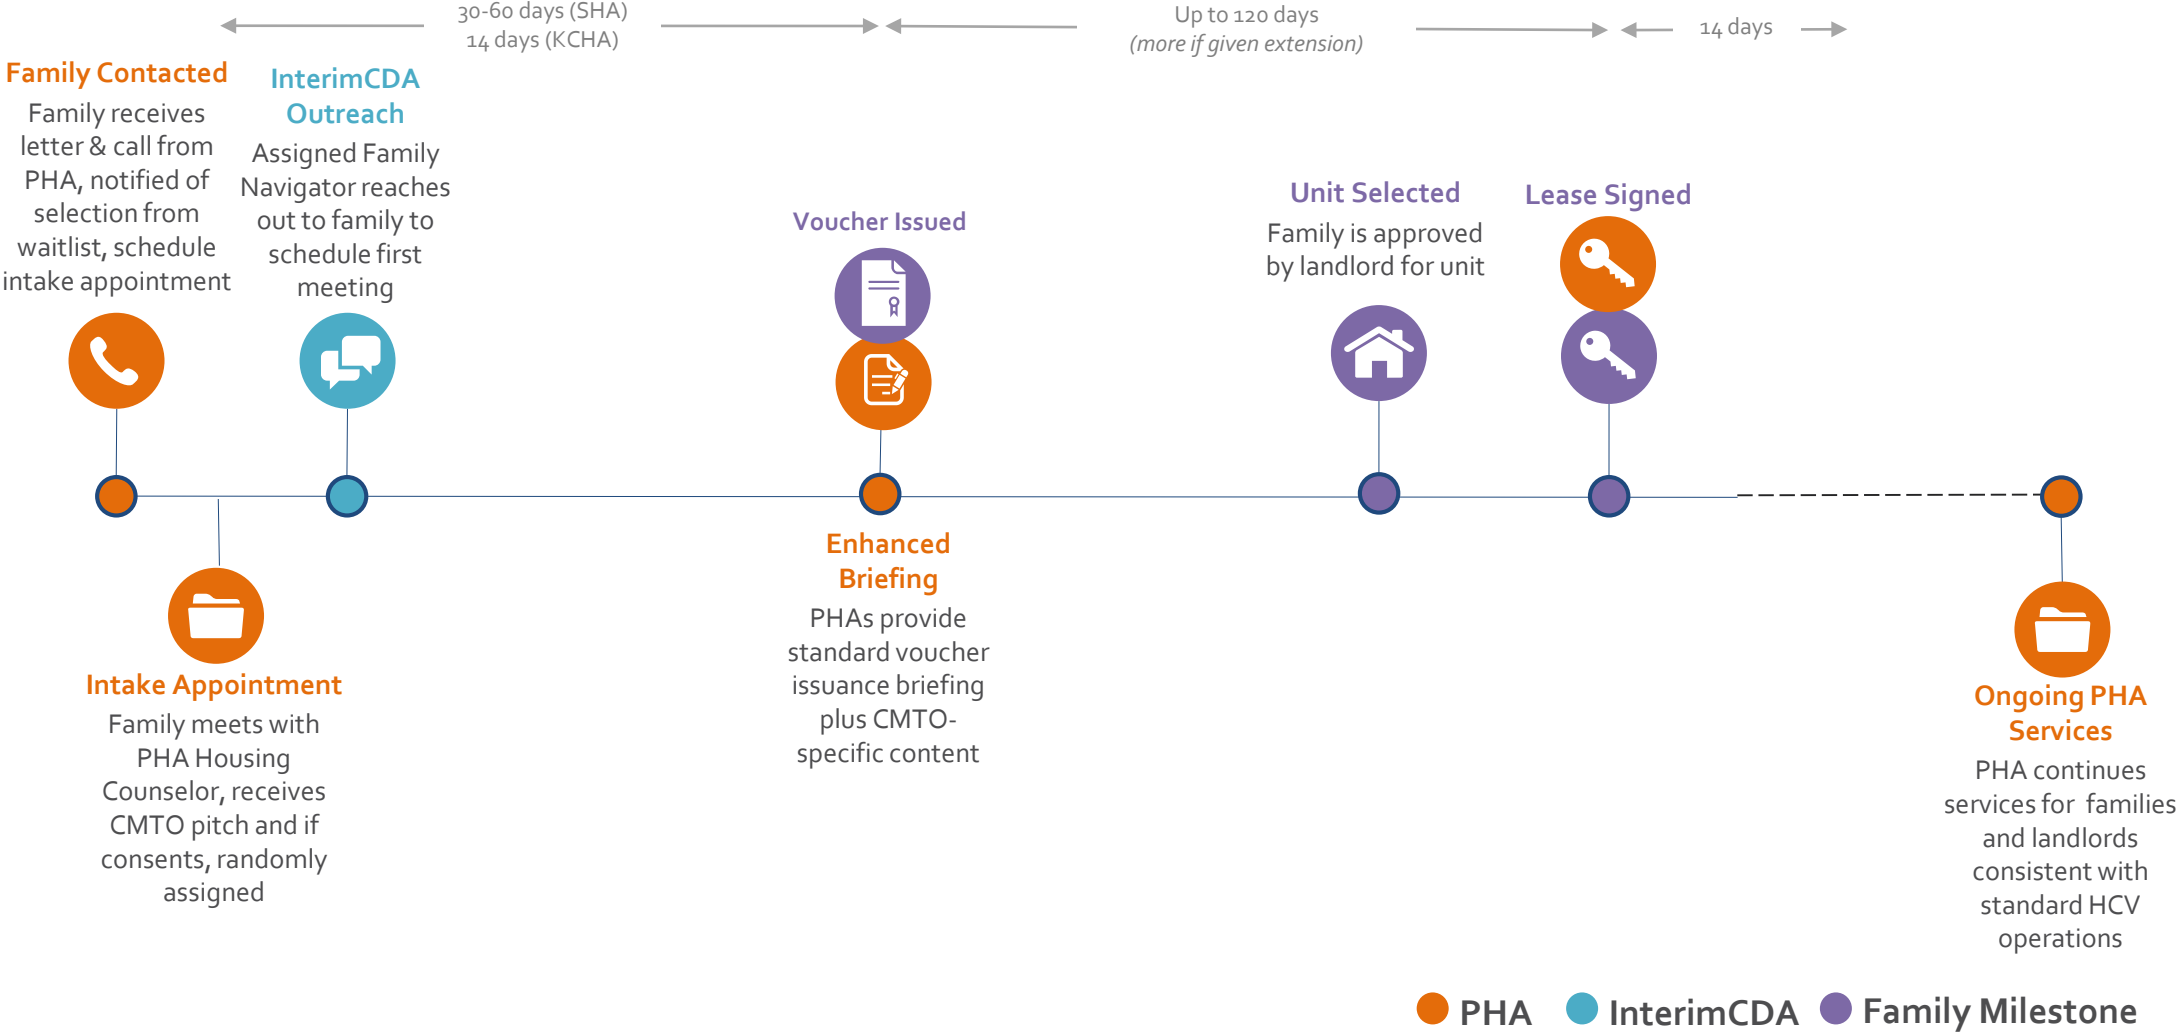 30-60 days (SHA)
14 days (KCHA)
Up to 120 days
(more if given extension)
14 days
Family Contacted
Family receives
letter & call from
PHA, notified of
selection from
waitlist, schedule
intake appointment
InterimCDA
Outreach
Assigned Family
Navigator reaches
out to family to
schedule first
meeting
Voucher Issued
Unit Selected
Family is approved
by landlord for unit
Lease Signed
Intake Appointment
Family meets with
PHA Housing
Counselor, receives
CMTO pitch and if
consents, randomly
assigned
Enhanced
Briefing
PHAs provide
standard voucher
issuance briefing
plus CMTO-
specific content
Ongoing PHA
Services
PHA continues
services for families
and landlords
consistent with
standard HCV
operations
PHA
InterimCDA
Family Milestone